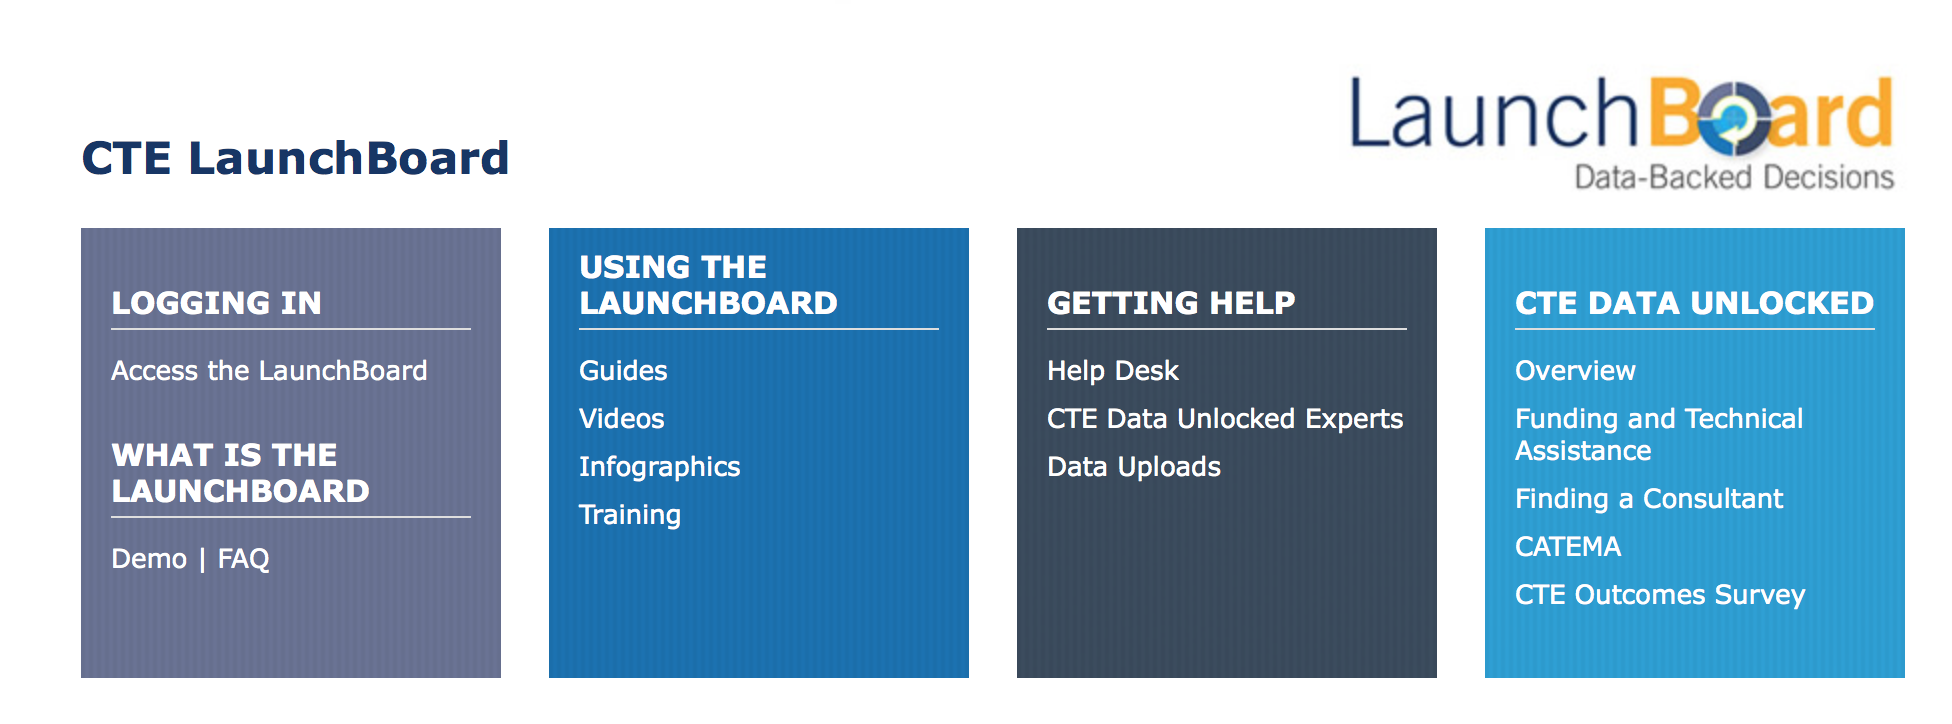 LaunchBoard
Data-Backed Decisions
CTE LaunchBoard
LOGGING IN
Access the LaunchBoard
WHAT IS THE
LAUNCHBOARD
Demo | FAQ
USING THE
LAUNCHBOARD
Guides
Videos
Infographics
Training
GETTING HELP
Help Desk
CTE Data Unlocked Experts
Data Uploads
CTE DATA UNLOCKED
Overview
Funding and Technical
Assistance
Finding a Consultant
CATEMA
CTE Outcomes Survey